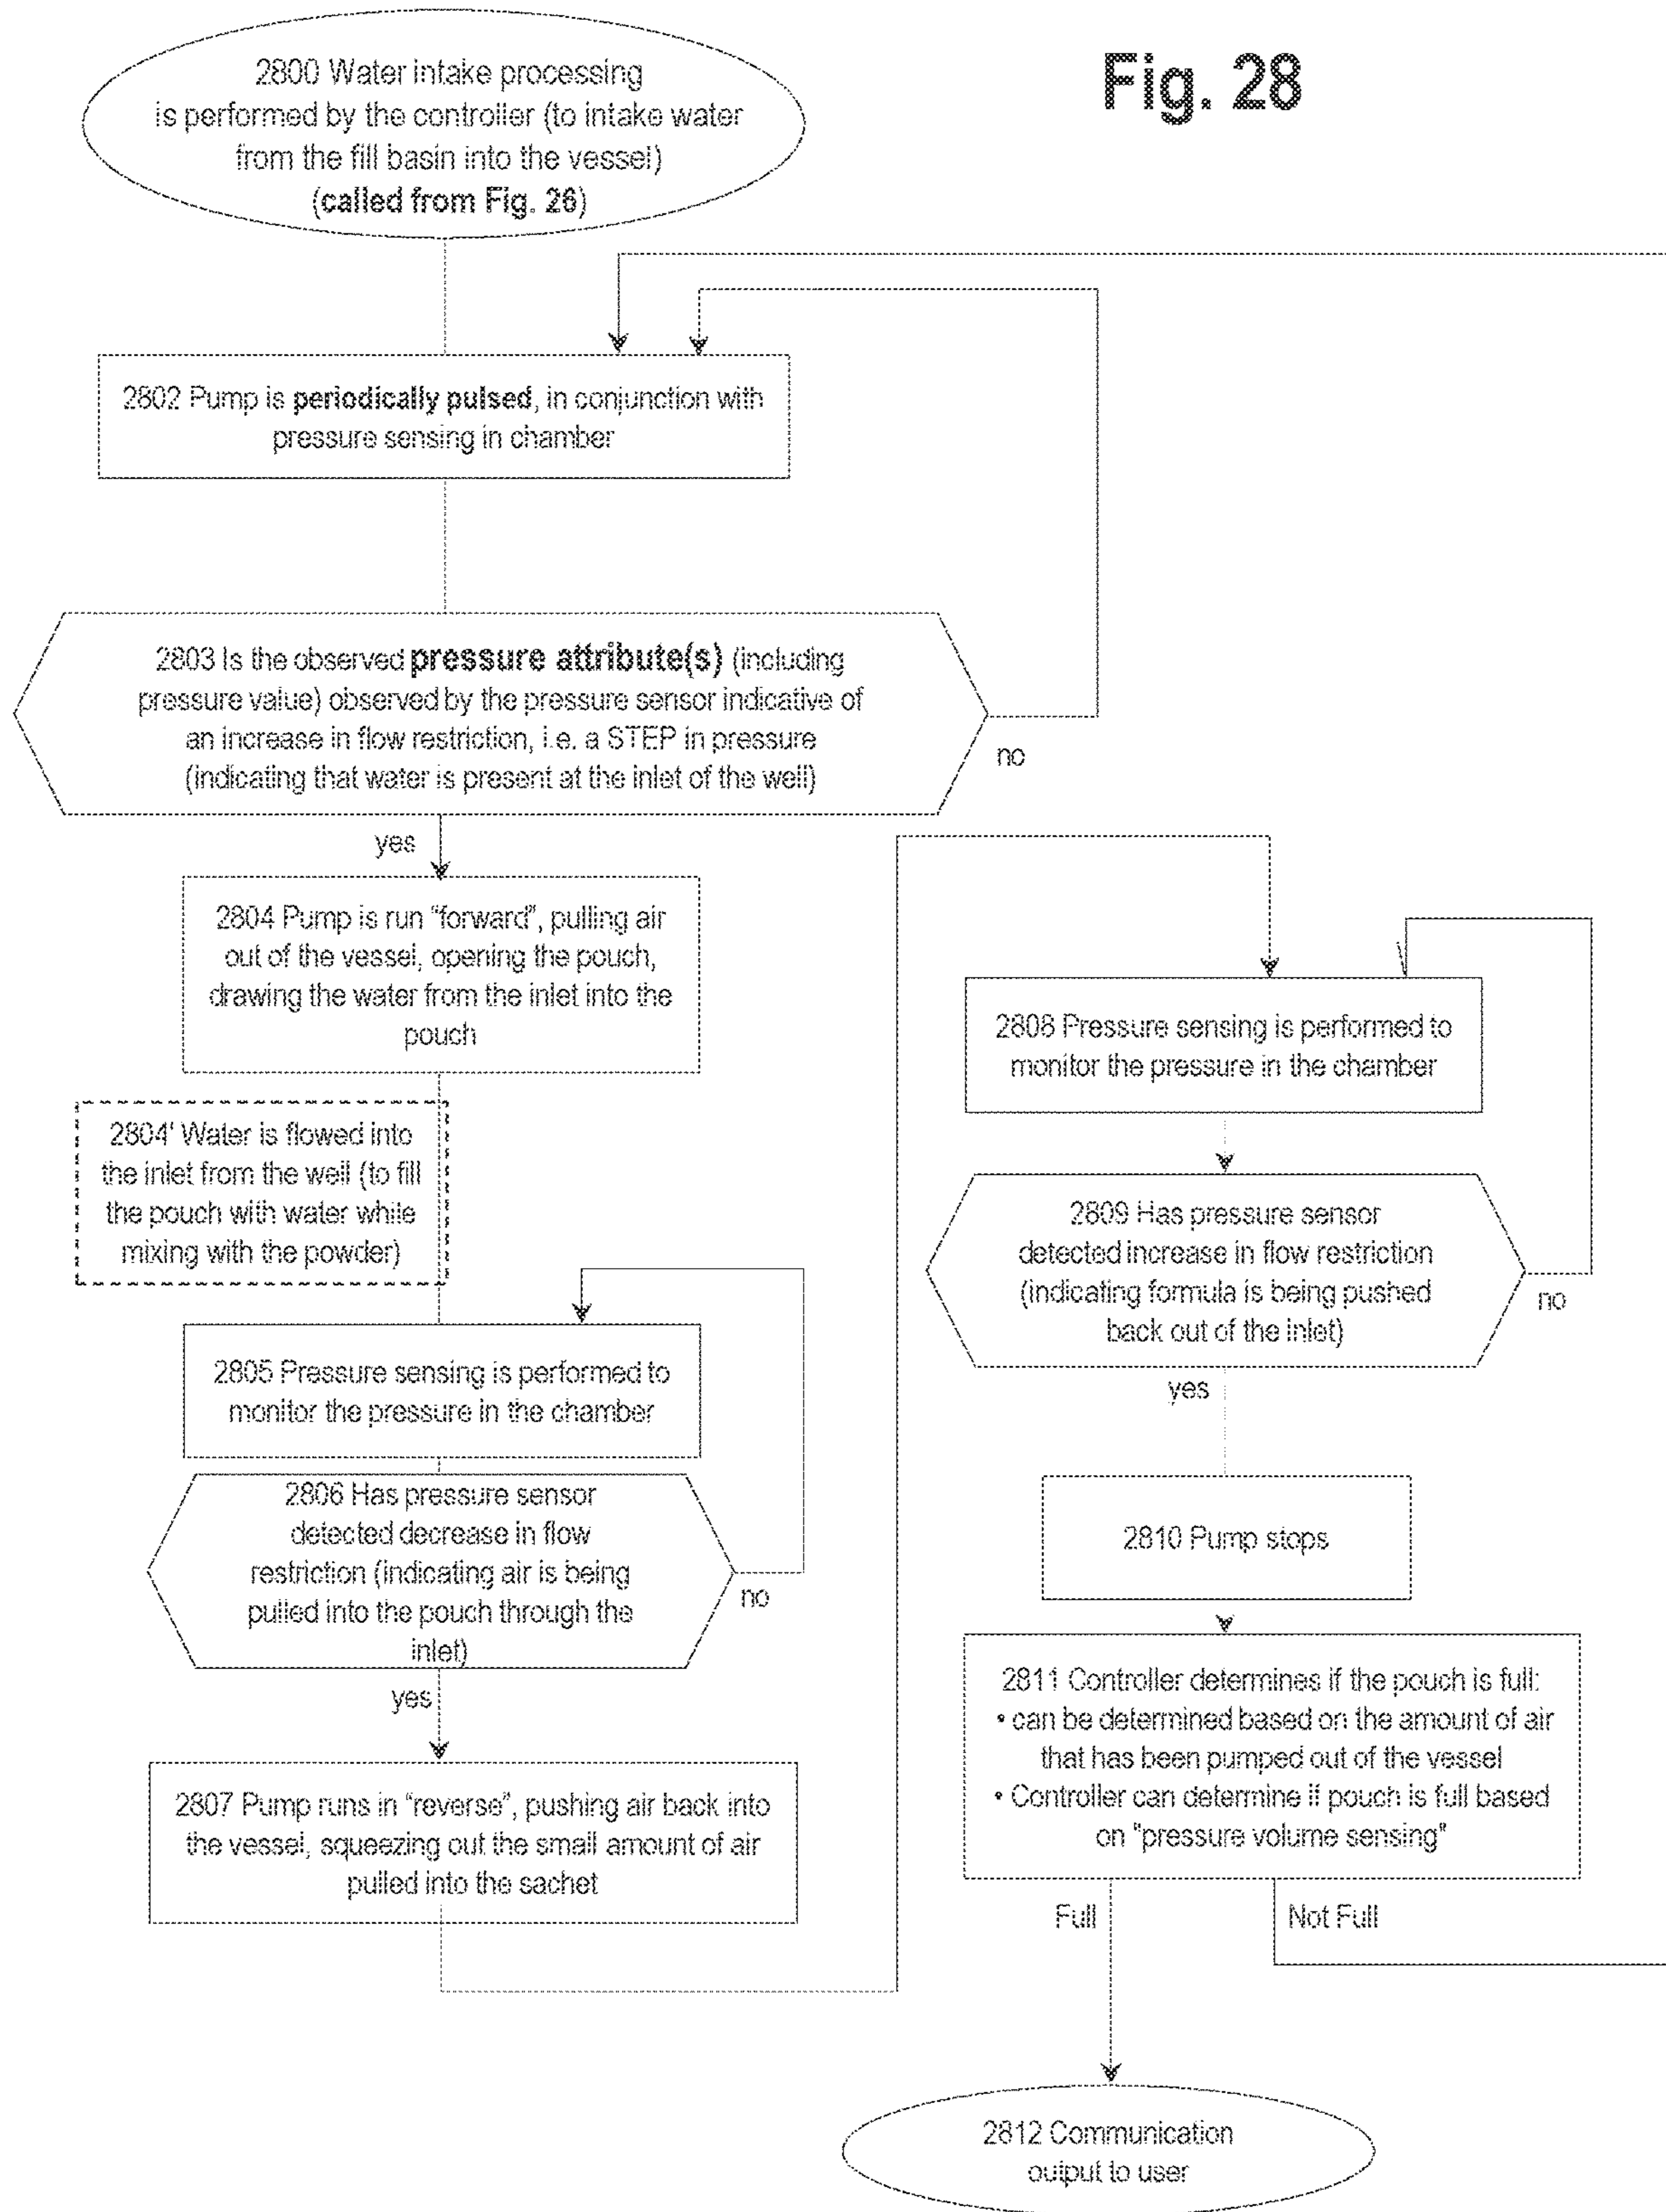 Fig. 28
2800 Water intake processing
is performed by the controller (to intake water
from the fill basin into the vessel)
(called from Fig. 26)
2802 Pump is periodically pulsed, in conjunction with
pressure sensing in chamber
2803 Is the observed pressure attribute(s) (including
pressure value) observed by the pressure sensor indicative of
an increase in flow restriction, i.e. a STEP in pressure
(indicating that water is present at the inlet of the well)
no
yes
2804 Pump is run "forward", pulling air
out of the vessel, opening the pouch,
drawing the water from the inlet into the
pouch
2804' Water is flowed into
the inlet from the well (to fill
the pouch with water while
mixing with the powder)
2805 Pressure sensing is performed to
monitor the pressure in the chamber
2806 Has pressure sensor
detected decrease in flow
restriction (indicating air is being
pulled into the pouch through the
inlet)
no
yes
2807 Pump runs in "reverse", pushing air back into
the vessel, squeezing out the small amount of air
pulled into the sachet
2808 Pressure sensing is performed to
monitor the pressure in the chamber
2809 Has pressure sensor
detected increase in flow restriction
(indicating formula is being pushed
back out of the inlet)
no
yes
2810 Pump stops
2811 Controller determines if the pouch is full:
• can be determined based on the amount of air
that has been pumped out of the vessel
• Controller can determine if pouch is full based
on "pressure volume sensing"
Full
Not Full
2812 Communication
output to user